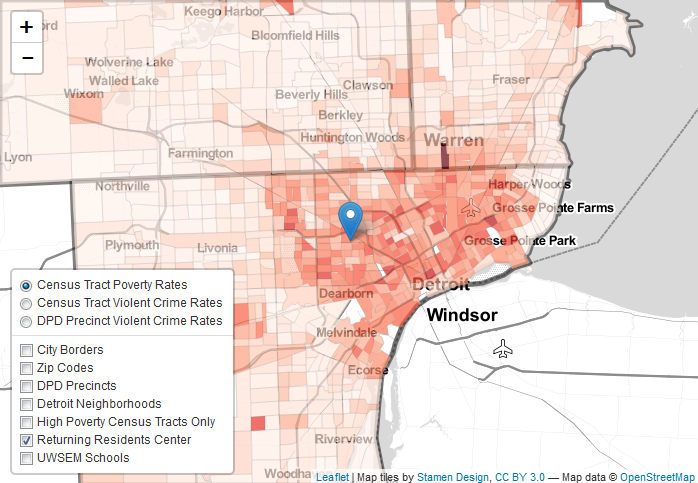 +
−
Keego Harbor
Bloomfield Hills
Wolverine Lake
Walled Lake
Wixom
Clawson
Fraser
Beverly Hills
Berkley
Huntington Woods
Warren
Lyon
Farmington
Northville
Harper Woods
Grosse Pointe Farms
Plymouth
Livonia
Grosse Pointe Park
Dearborn
Detroit
Windsor
Melvindale
Ecorse
Riverview
Census Tract Poverty Rates
Census Tract Violent Crime Rates
DPD Precinct Violent Crime Rates
City Borders
Zip Codes
DPD Precincts
Detroit Neighborhoods
High Poverty Census Tracts Only
Returning Residents Center
UWSEM Schools
Leaflet | Map tiles by Stamen Design, CC BY 3.0 — Map data © OpenStreetMap